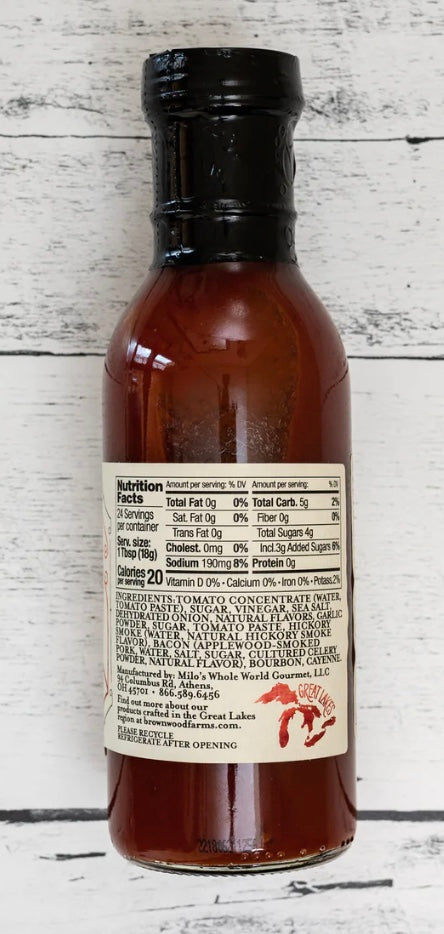 Nutrition Facts
24 Servings per container
Serv. size: 1 Tbsp (18g)
Calories per serving 20
Amount per serving: % DV
Total Fat 0g 0%
Sat. Fat 0g 0%
Trans Fat 0g
Cholest. 0mg 0%
Sodium 190mg 8%
Amount per serving: % DV
Total Carb. 5g 2%
Fiber 0g 0%
Total Sugars 4g
Incl.3g Added Sugars 6%
Protein 0g
Vitamin D 0% • Calcium 0% • Iron 0% • Potass.2%
INGREDIENTS: TOMATO CONCENTRATE (WATER,
TOMATO PASTE), SUGAR, VINEGAR, SEA SALT,
DEHYDRATED ONION, NATURAL FLAVORS, GARLIC
POWDER, SUGAR, TOMATO PASTE, HICKORY
SMOKE (WATER, NATURAL HICKORY SMOKE
FLAVOR), BACON (APPLEWOOD-SMOKED
PORK, WATER, SALT, SUGAR, CULTURED CELERY
POWDER, NATURAL FLAVOR), BOURBON, CAYENNE.
Manufactured by: Milo's Whole World Gourmet, LLC
94 Columbus Rd, Athens,
OH 45701 • 866.589.6456
Find out more about our
products crafted in the Great Lakes
region at brownwoodfarms.com.
PLEASE RECYCLE
REFRIGERATE AFTER OPENING
GREAT LAKES